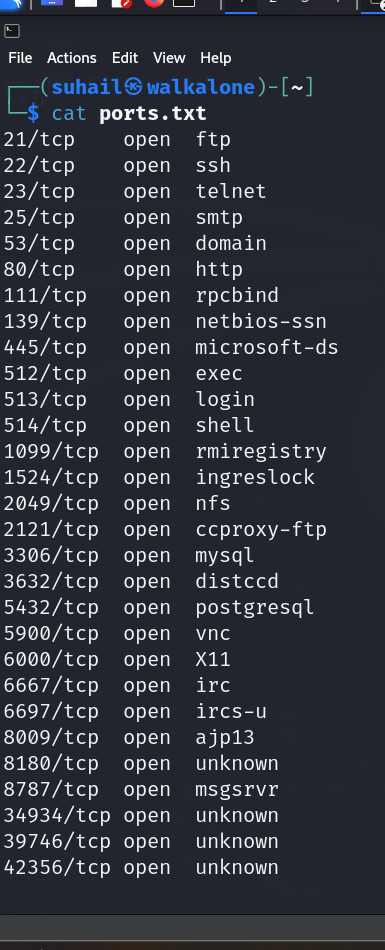 File Actions Edit View Help
┌──(suhail㉿walkalone)-[~]
└─$ cat ports.txt
21/tcp    open  ftp
22/tcp    open  ssh
23/tcp    open  telnet
25/tcp    open  smtp
53/tcp    open  domain
80/tcp    open  http
111/tcp   open  rpcbind
139/tcp   open  netbios-ssn
445/tcp   open  microsoft-ds
512/tcp   open  exec
513/tcp   open  login
514/tcp   open  shell
1099/tcp  open  rmiregistry
1524/tcp  open  ingreslock
2049/tcp  open  nfs
2121/tcp  open  ccproxy-ftp
3306/tcp  open  mysql
3632/tcp  open  distccd
5432/tcp  open  postgresql
5900/tcp  open  vnc
6000/tcp  open  X11
6667/tcp  open  irc
6697/tcp  open  ircs-u
8009/tcp  open  ajp13
8180/tcp  open  unknown
8787/tcp  open  msgsrvr
34934/tcp open  unknown
39746/tcp open  unknown
42356/tcp open  unknown